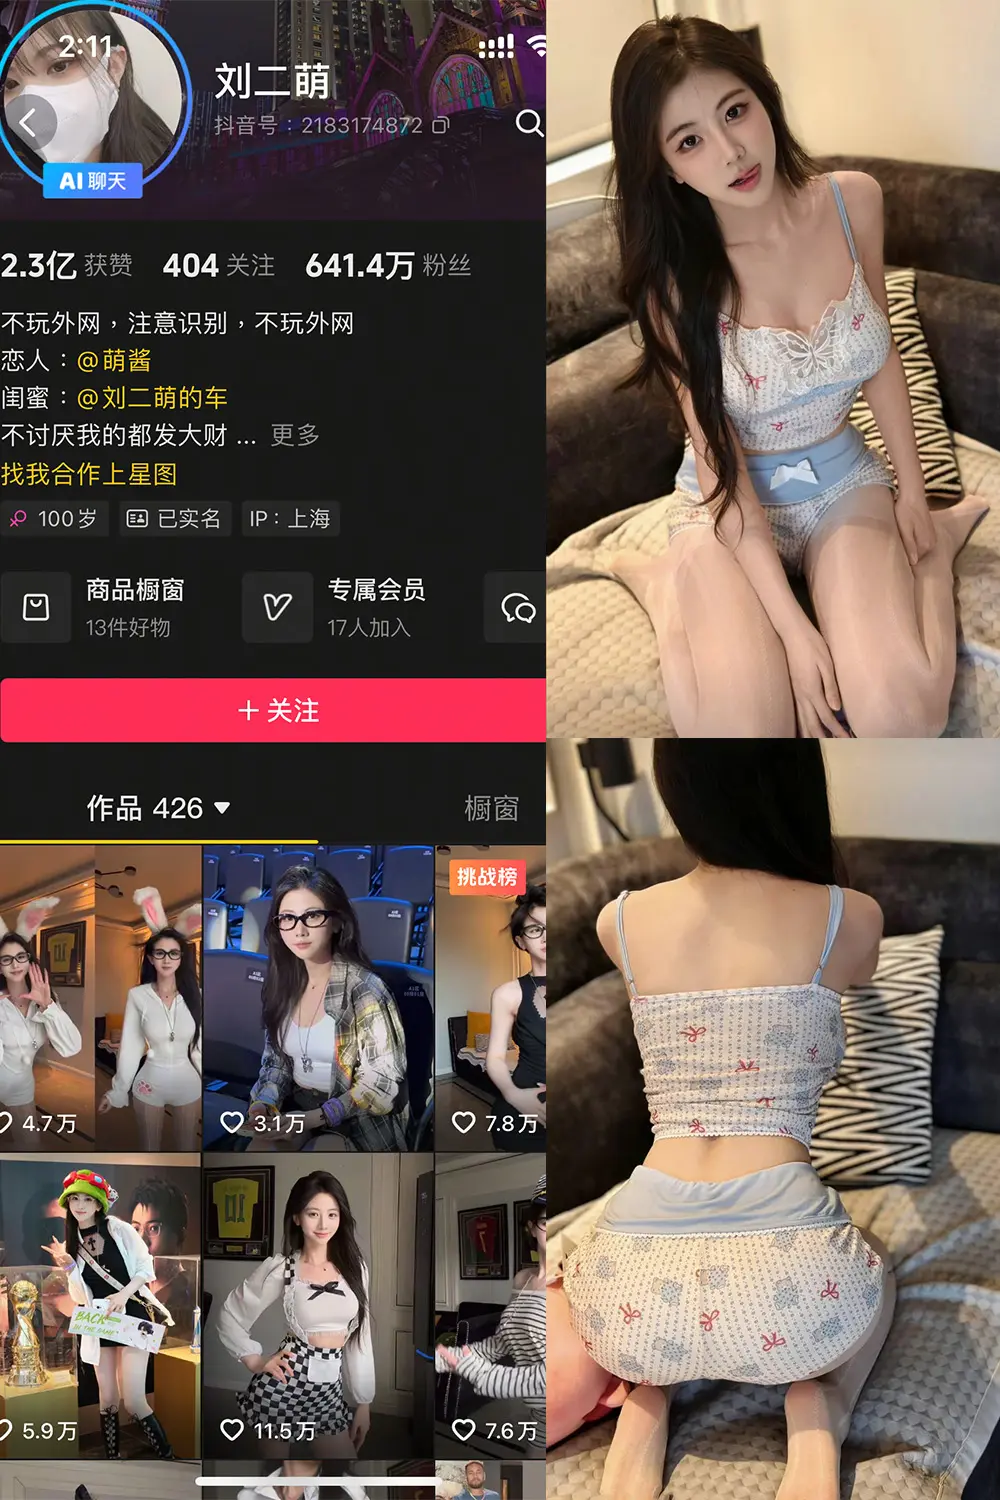 2:11
刘二萌
抖音号：2183174872
AI 聊天
2.3亿 获赞 404 关注 641.4万 粉丝
不玩外网，注意识别，不玩外网
恋人：@萌酱
闺蜜：@刘二萌的车
不讨厌我的都发大财 ... 更多
找我合作上星图
100岁 已实名 IP：上海
商品橱窗
13件好物
专属会员
17人加入
+ 关注
作品 426 橱窗
挑战榜
4.7万 3.1万 7.8万
BACK
IN THE GAME
5.9万 11.5万 7.6万